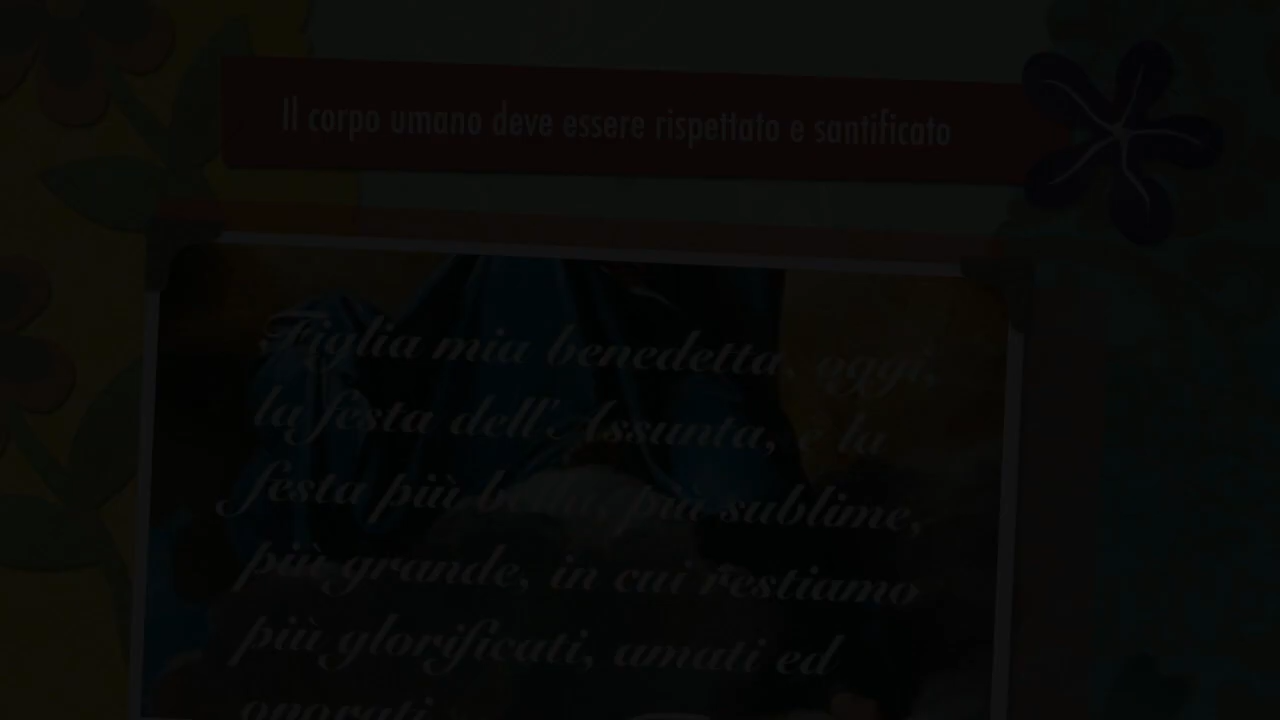 Il corpo umano deve essere rispettato e santificato
Figlia mia benedetta, oggi,
la festa dell'Assunta, è la
festa più bella, più sublime,
più grande, in cui restiamo
più glorificati, amati ed
onorati